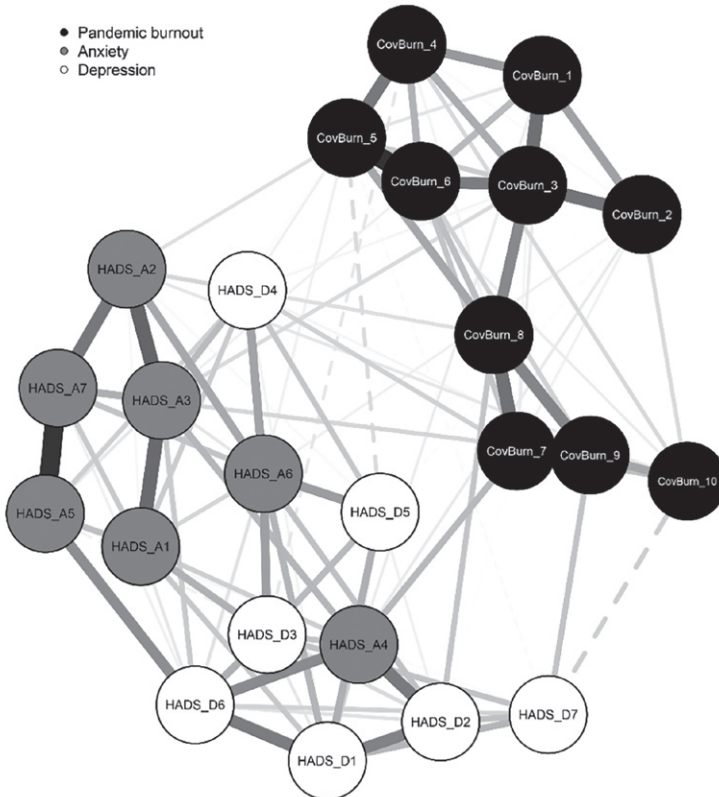 Pandemic burnout
Anxiety
Depression
CovBurn_4
CovBurn_1
CovBurn_5
CovBurn_6
CovBurn_3
CovBurn_2
HADS_A2
HADS_D4
CovBurn_8
HADS_A7
HADS_A3
CovBurn_7
CovBurn_9
HADS_A6
CovBurn_10
HADS_A5
HADS_D5
HADS_A1
HADS_D3
HADS_A4
HADS_D6
HADS_D2
HADS_D7
HADS_D1